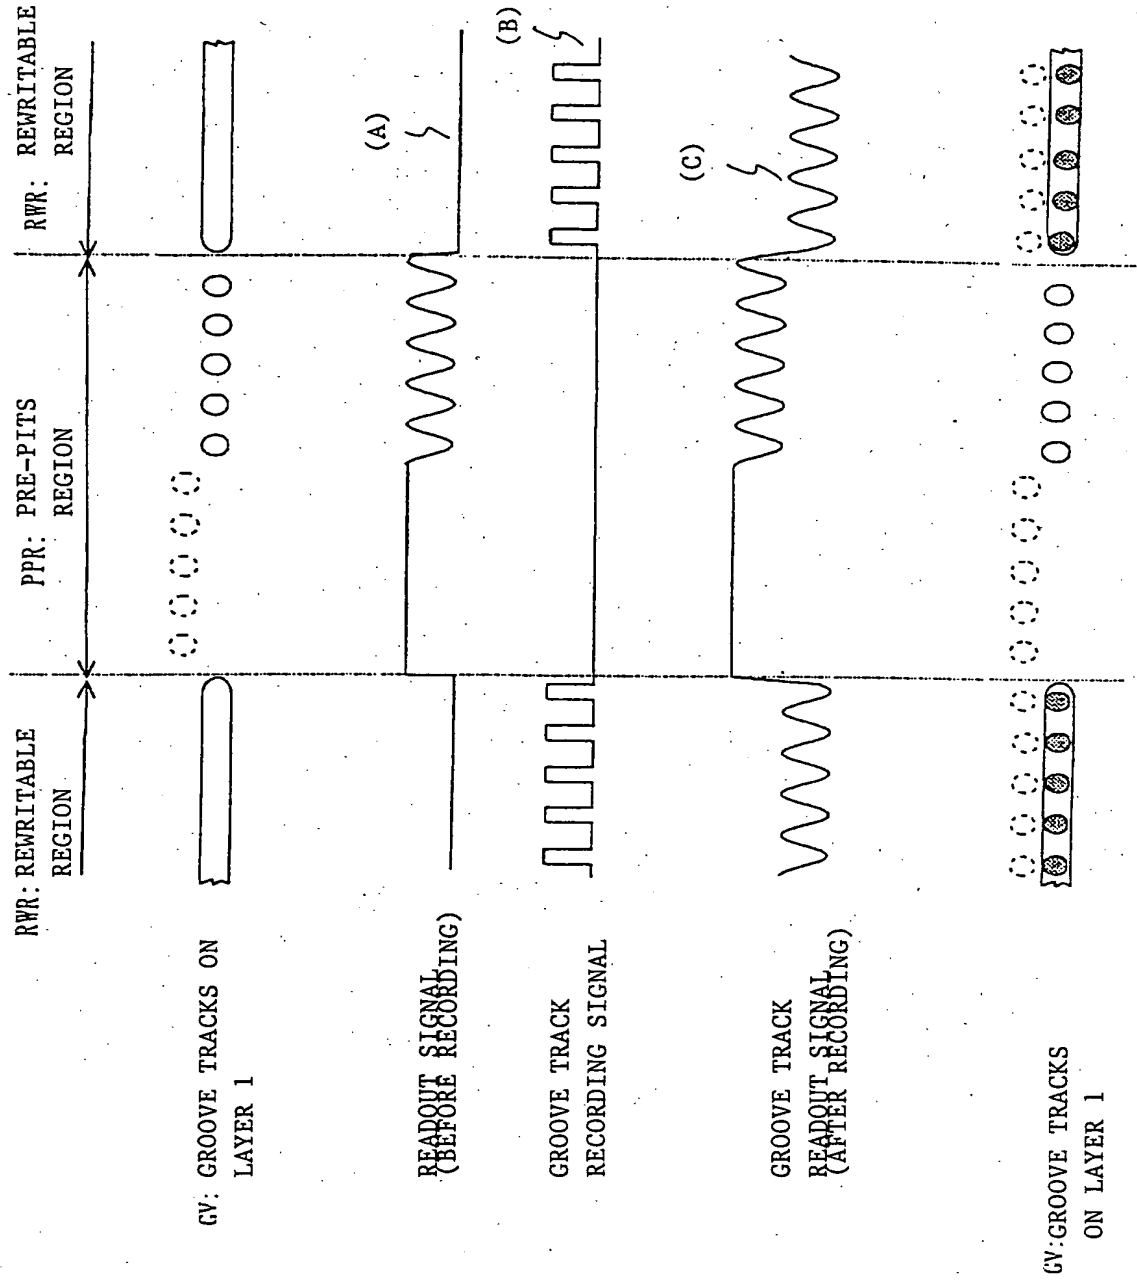 RWR: REWRITABLE
REGION
PPR: PRE-PITS
REGION
RWR: REWRITABLE
REGION
GV: GROOVE TRACKS ON
LAYER 1
READOUT SIGNAL
(BEFORE RECORDING)
(A)
GROOVE TRACK
RECORDING SIGNAL
(B)
GROOVE TRACK
READOUT SIGNAL
(AFTER RECORDING)
(C)
GV:GROOVE TRACKS
ON LAYER 1